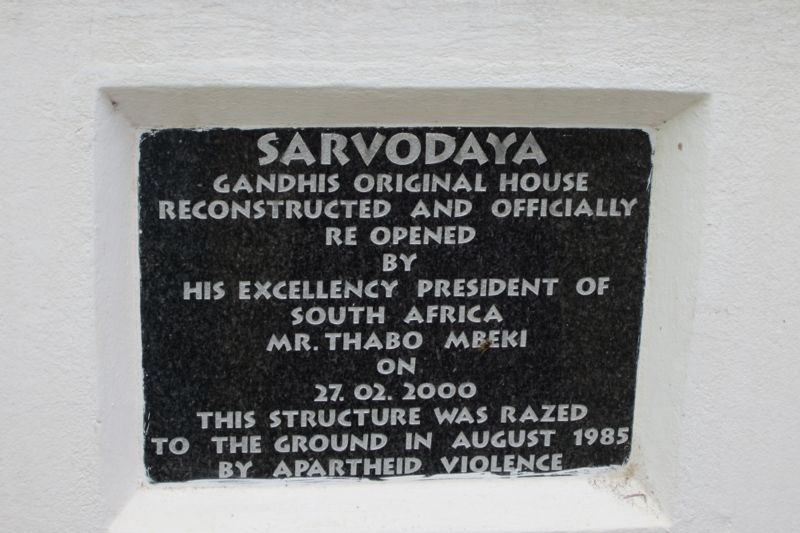 SARVODAYA
GANDHIS ORIGINAL HOUSE
RECONSTRUCTED AND OFFICIALLY
RE OPENED
BY
HIS EXCELLENCY PRESIDENT OF
SOUTH AFRICA
MR. THABO MBEKI
ON
27. 02. 2000
THIS STRUCTURE WAS RAZED
TO THE GROUND IN AUGUST 1985
BY APARTHEID VIOLENCE